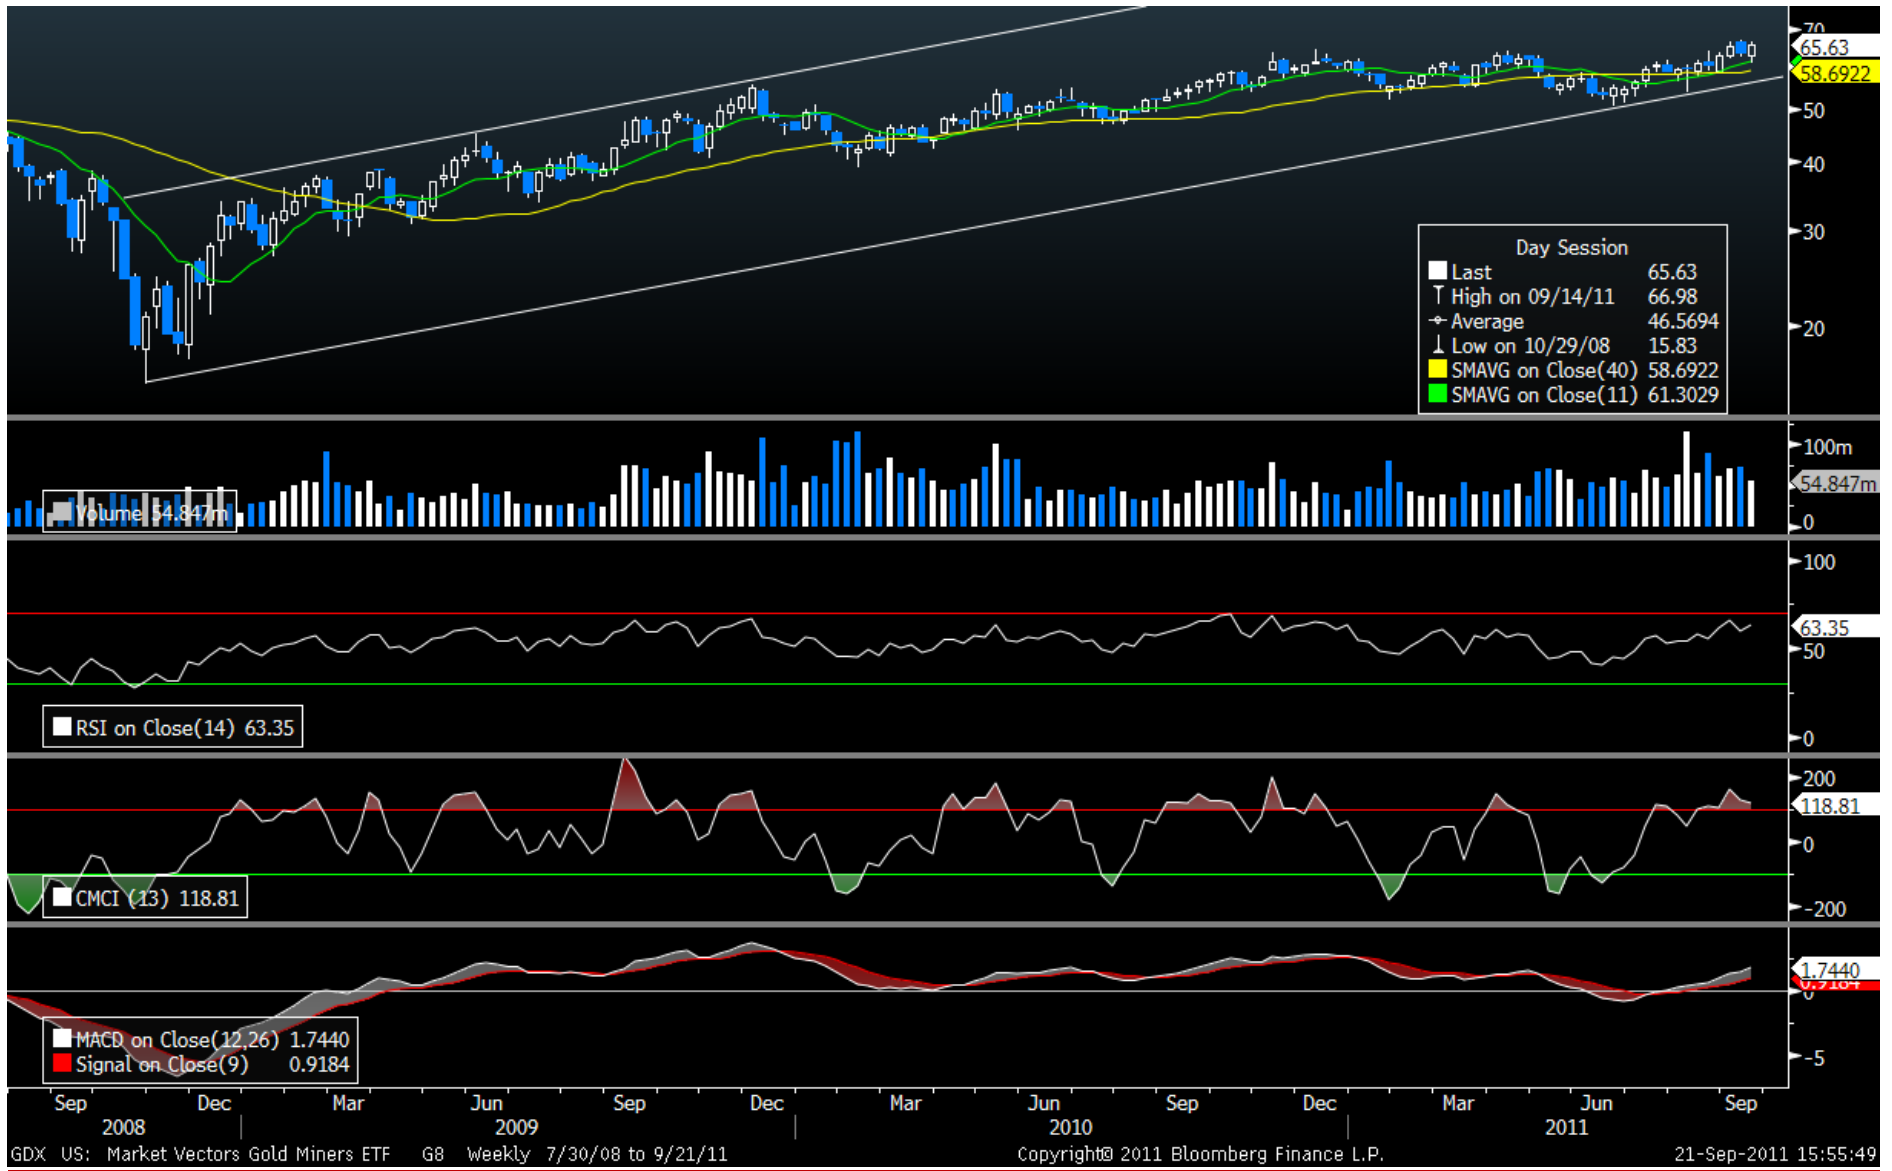 70
65.63
58.6922
50
40
30
20
Day Session
Last 65.63
High on 09/14/11 66.98
Average 46.5694
Low on 10/29/08 15.83
SMAVG on Close(40) 58.6922
SMAVG on Close(11) 61.3029
100m
54.847m
0
Volume 54.847m
100
63.35
50
0
RSI on Close(14) 63.35
200
118.81
0
-200
CMCI (13) 118.81
1.7440
0.9184
0
-5
MACD on Close(12,26) 1.7440
Signal on Close(9) 0.9184
Sep Dec Mar Jun Sep Dec Mar Jun Sep Dec Mar Jun Sep
2008 2009 2010 2011
GDX US: Market Vectors Gold Miners ETF G8 Weekly 7/30/08 to 9/21/11 Copyright© 2011 Bloomberg Finance L.P. 21-Sep-2011 15:55:49